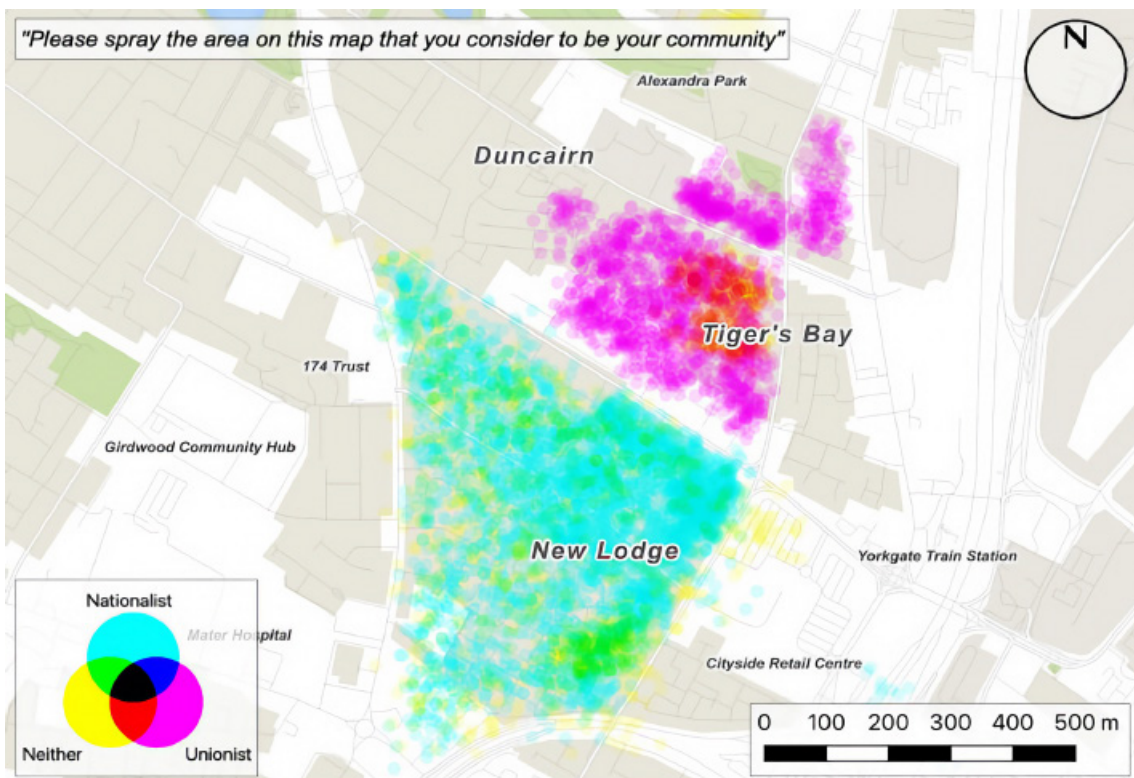 "Please spray the area on this map that you consider to be your community"
N
Alexandra Park
Duncairn
Tiger's Bay
174 Trust
Girdwood Community Hub
New Lodge
Yorkgate Train Station
Nationalist
Mater Hospital
Cityside Retail Centre
Neither
Unionist
0 100 200 300 400 500 m